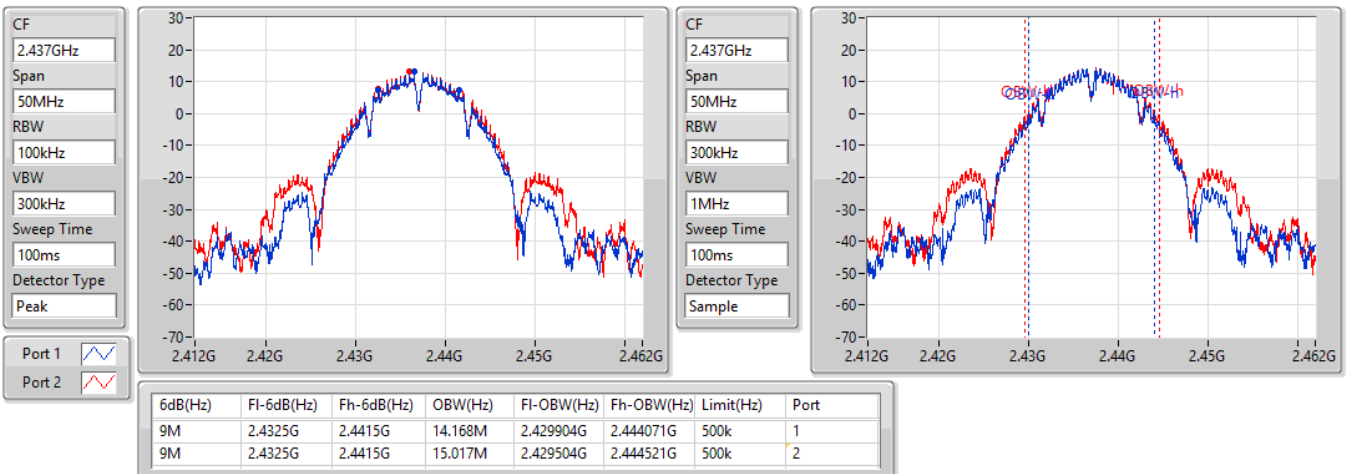 CF
2.437GHz
Span
50MHz
RBW
100kHz
VBW
300kHz
Sweep Time
100ms
Detector Type
Peak
Port 1
Port 2
30
20
10
0
-10
-20
-30
-40
-50
-60
-70
2.412G 2.42G 2.43G 2.44G 2.45G 2.462G
CF
2.437GHz
Span
50MHz
RBW
300kHz
VBW
1MHz
Sweep Time
100ms
Detector Type
Sample
30
20
10
0
-10
-20
-30
-40
-50
-60
-70
2.412G 2.42G 2.43G 2.44G 2.45G 2.462G
6dB(Hz) Fl-6dB(Hz) Fh-6dB(Hz) OBW(Hz) Fl-OBW(Hz) Fh-OBW(Hz) Limit(Hz) Port
9M 2.4325G 2.4415G 14.168M 2.429904G 2.444071G 500k 1
9M 2.4325G 2.4415G 15.017M 2.429504G 2.444521G 500k 2